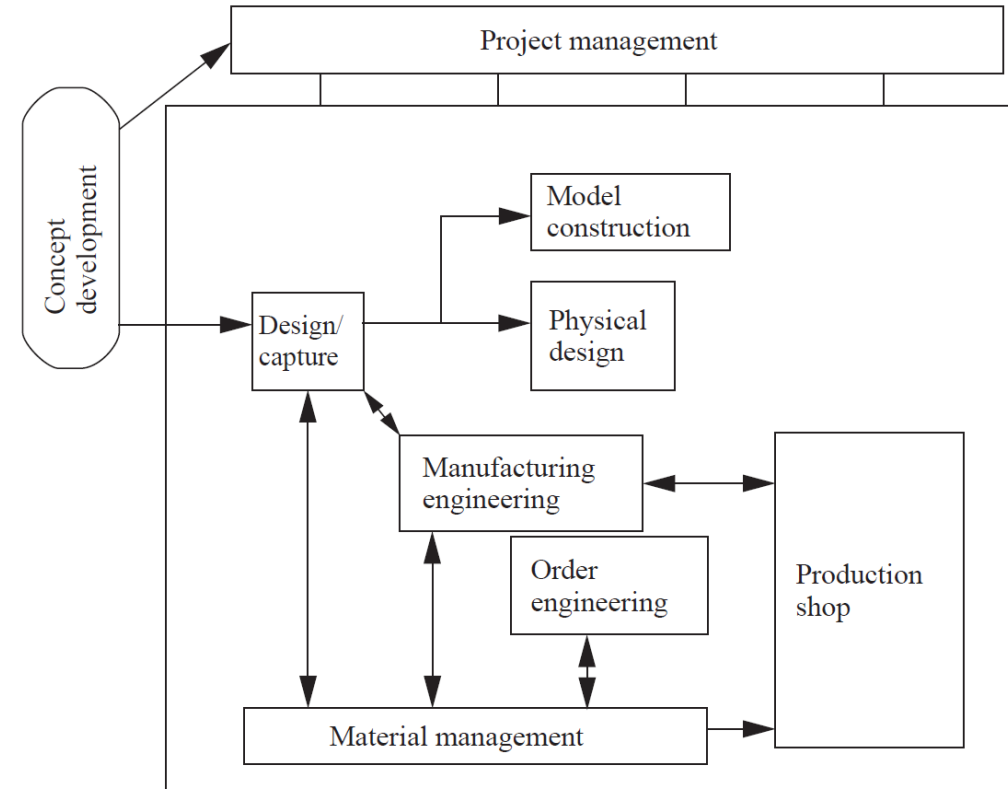 Project management
Concept
development
Model
construction
Design/
capture
Physical
design
Manufacturing
engineering
Order
engineering
Production
shop
Material management